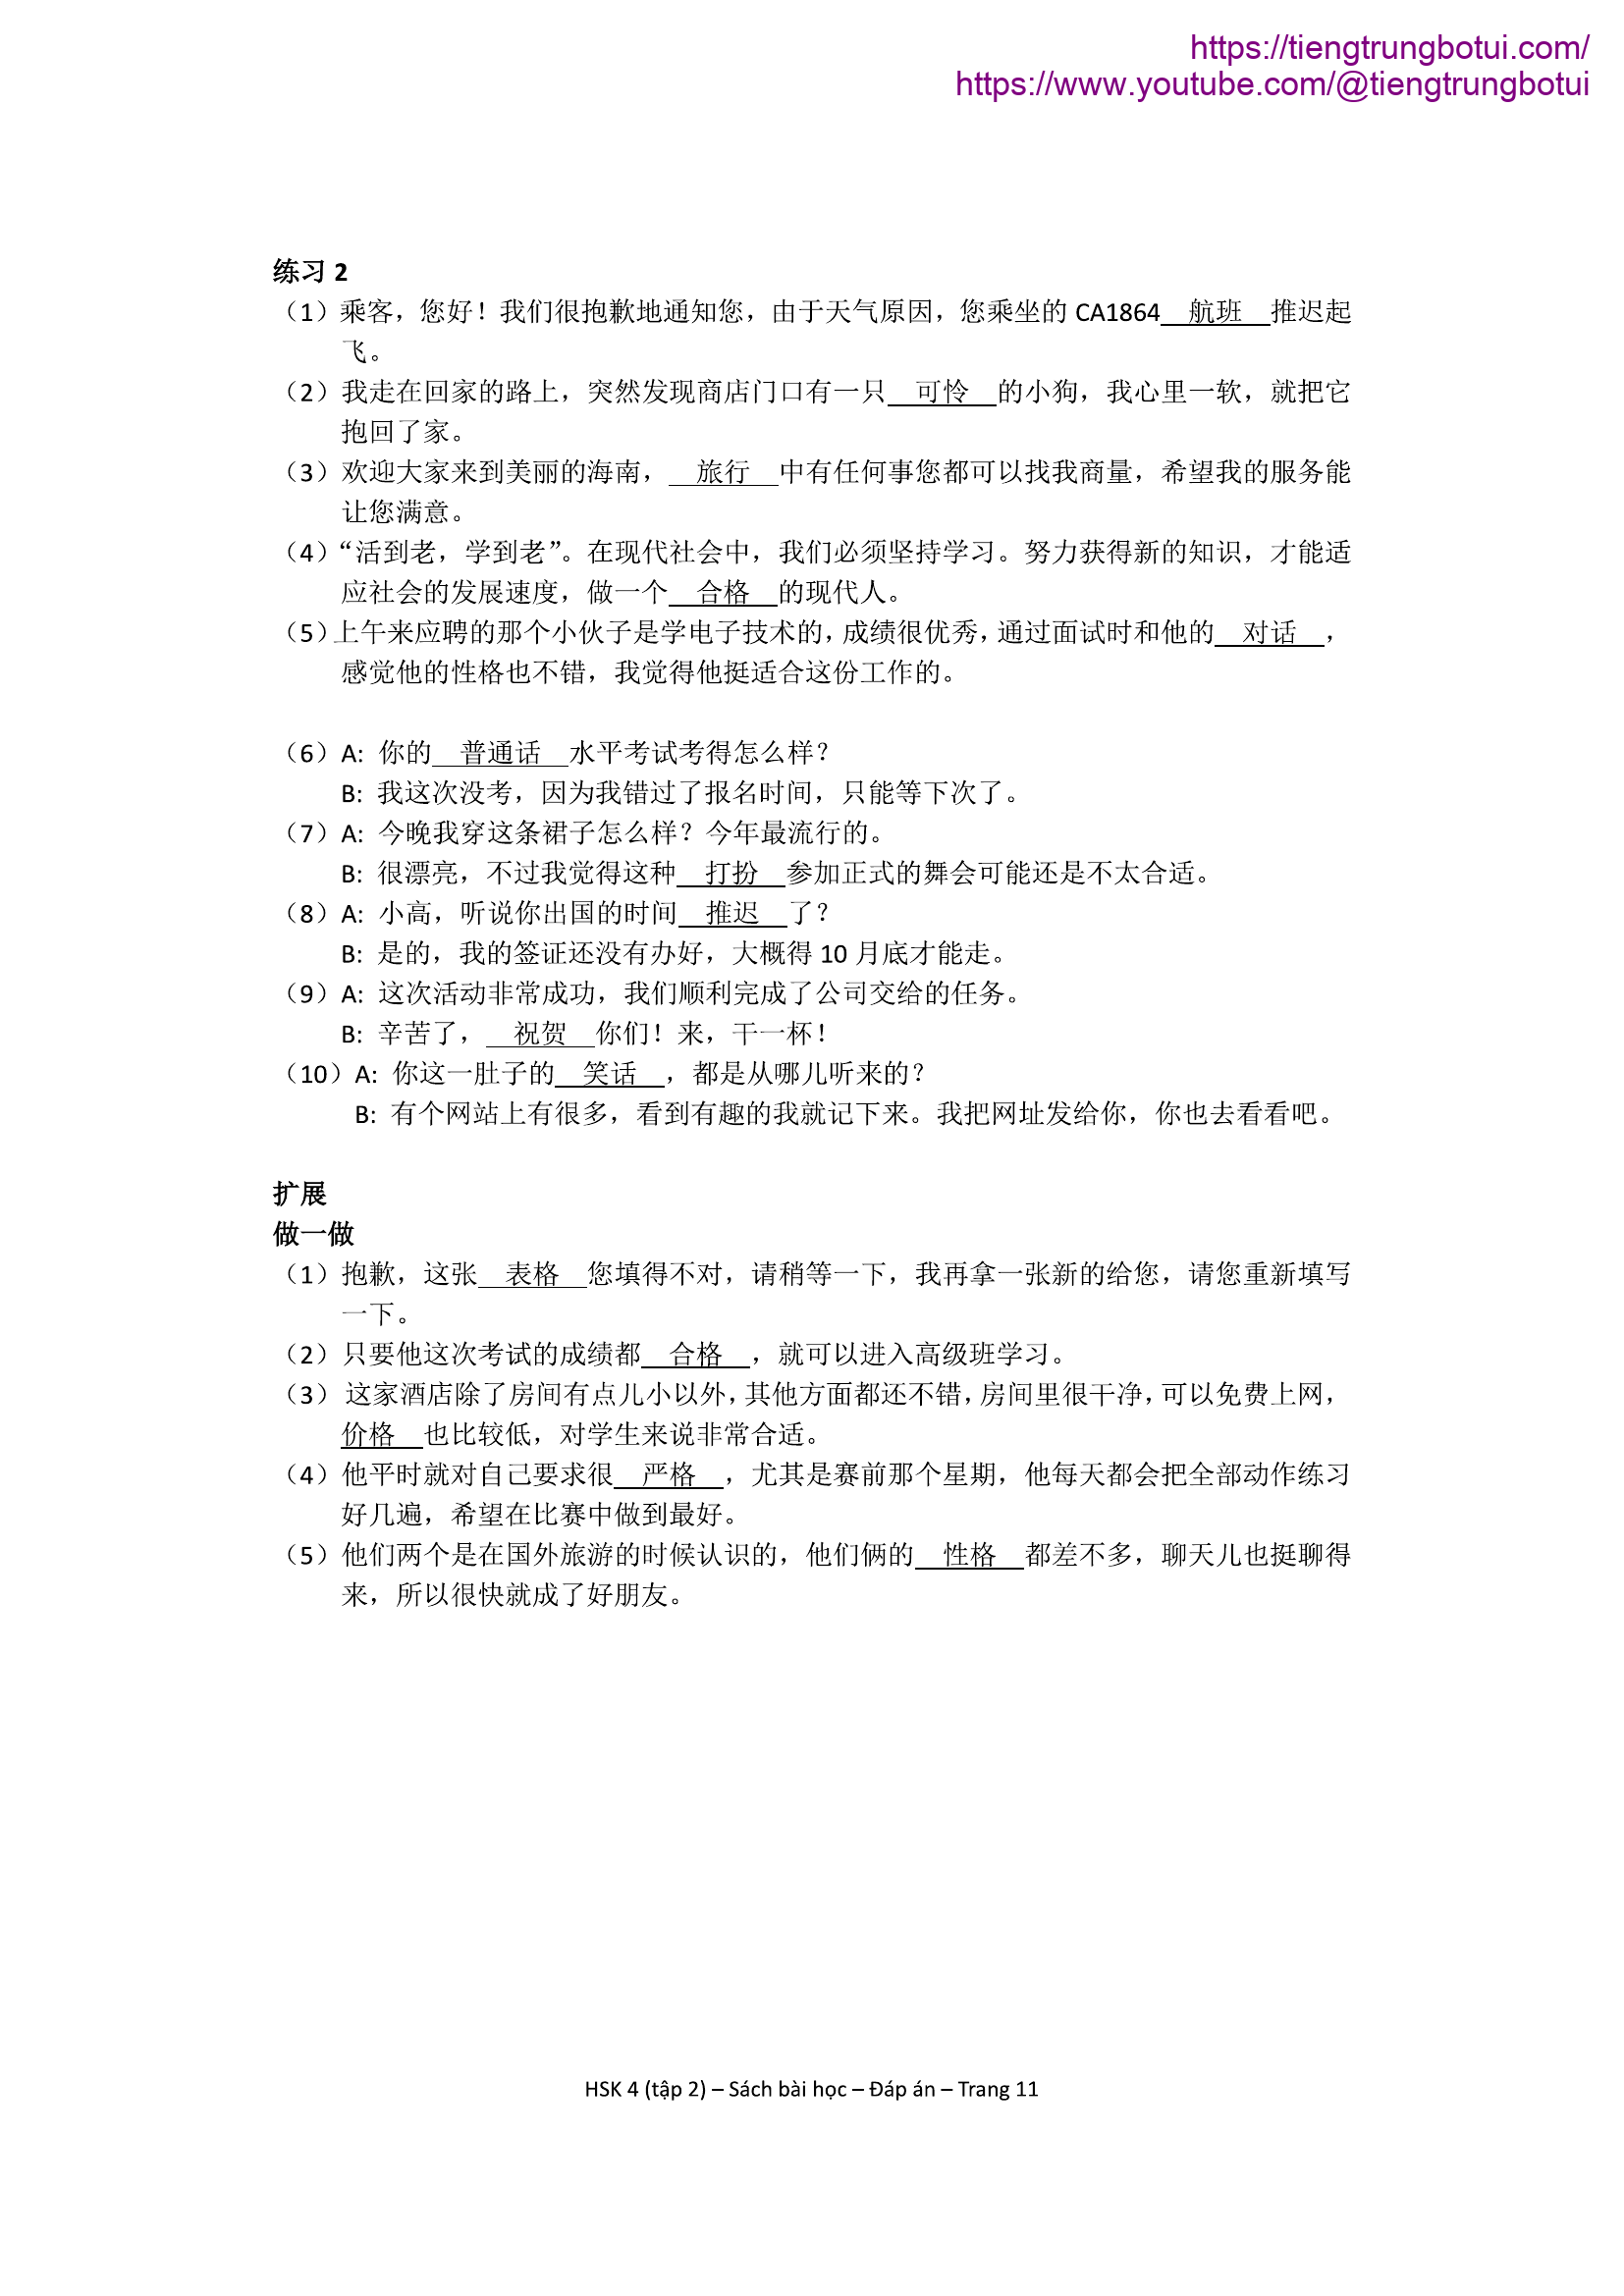 https://tiengtrungbotui.com/
https://www.youtube.com/@tiengtrungbotui
练习 2
（1）乘客，您好！我们很抱歉地通知您，由于天气原因，您乘坐的 CA1864 航班 推迟起
飞。
（2）我走在回家的路上，突然发现商店门口有一只 可怜 的小狗，我心里一软，就把它
抱回了家。
（3）欢迎大家来到美丽的海南， 旅行 中有任何事您都可以找我商量，希望我的服务能
让您满意。
（4）“活到老，学到老”。在现代社会中，我们必须坚持学习。努力获得新的知识，才能适
应社会的发展速度，做一个 合格 的现代人。
（5）上午来应聘的那个小伙子是学电子技术的，成绩很优秀，通过面试时和他的 对话 ，
感觉他的性格也不错，我觉得他挺适合这份工作的。
（6）A: 你的 普通话 水平考试考得怎么样？
B: 我这次没考，因为我错过了报名时间，只能等下次了。
（7）A: 今晚我穿这条裙子怎么样？今年最流行的。
B: 很漂亮，不过我觉得这种 打扮 参加正式的舞会可能还是不太合适。
（8）A: 小高，听说你出国的时间 推迟 了？
B: 是的，我的签证还没有办好，大概得 10 月底才能走。
（9）A: 这次活动非常成功，我们顺利完成了公司交给的任务。
B: 辛苦了， 祝贺 你们！来，干一杯！
（10）A: 你这一肚子的 笑话 ，都是从哪儿听来的？
B: 有个网站上有很多，看到有趣的我就记下来。我把网址发给你，你也去看看吧。
扩展
做一做
（1）抱歉，这张 表格 您填得不对，请稍等一下，我再拿一张新的给您，请您重新填写
一下。
（2）只要他这次考试的成绩都 合格 ，就可以进入高级班学习。
（3）这家酒店除了房间有点儿小以外，其他方面都还不错，房间里很干净，可以免费上网，
价格 也比较低，对学生来说非常合适。
（4）他平时就对自己要求很 严格 ，尤其是赛前那个星期，他每天都会把全部动作练习
好几遍，希望在比赛中做到最好。
（5）他们两个是在国外旅游的时候认识的，他们俩的 性格 都差不多，聊天儿也挺聊得
来，所以很快就成了好朋友。
HSK 4 (tập 2) – Sách bài học – Đáp án – Trang 11